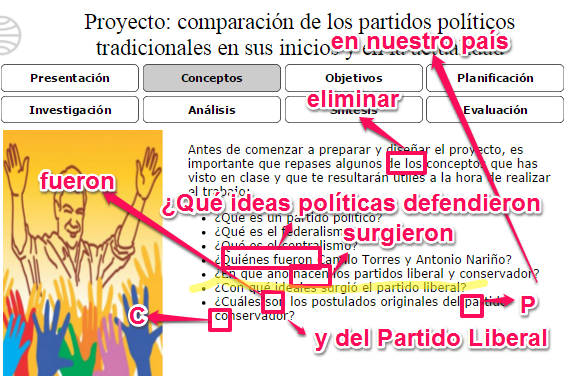 Proyecto: comparación de los partidos políticos
tradicionales en sus inicios y en la
en nuestro país
Presentación
Conceptos
Objetivos
Planificación
eliminar
Investigación
Análisis
Síntesis
Evaluación
Antes de comenzar a preparar y diseñar el proyecto, es
importante que repases algunos de los conceptos que has
visto en clase y que te resultarán útiles a la hora de realizar
el trabajo:
fueron
¿Qué ideas políticas defendieron
• ¿Qué es un partido político?
• ¿Qué es el federalismo?
surgieron
• ¿Qué es el centralismo?
• ¿Quiénes fueron Camilo Torres y Antonio Nariño?
• ¿En que año nacen los partidos liberal y conservador?
• ¿Con qué ideales surgió el partido liberal?
• ¿Cuáles son los postulados originales del partido
conservador?
C
P
y del Partido Liberal